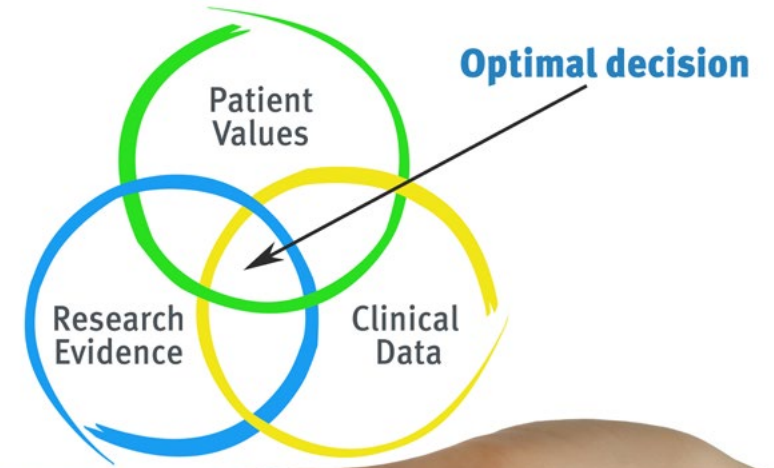 Optimal decision
Patient
Values
Research
Evidence
Clinical
Data